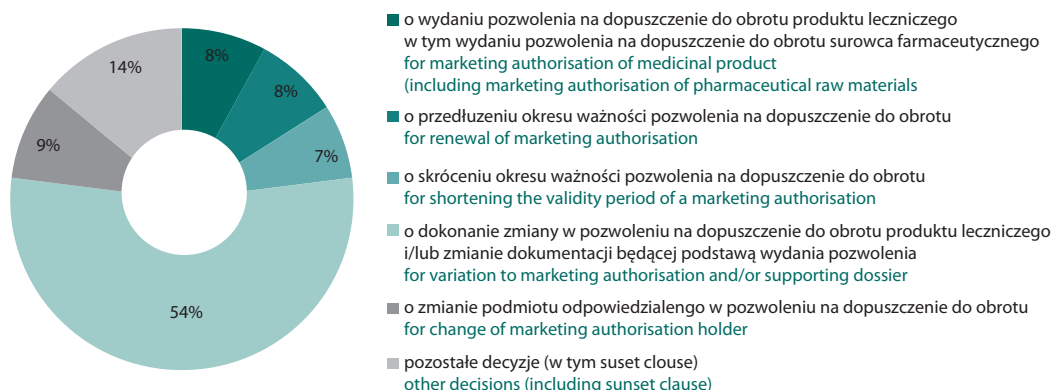 8%
8%
7%
54%
9%
14%
o wydaniu pozwolenia na dopuszczenie do obrotu produktu leczniczego
w tym wydaniu pozwolenia na dopuszczenie do obrotu surowca farmaceutycznego
for marketing authorisation of medicinal product
(including marketing authorisation of pharmaceutical raw materials
o przedłuzeniu okresu ważności pozwolenia na dopuszczenie do obrotu
for renewal of marketing authorisation
o skróceniu okresu ważności pozwolenia na dopuszczenie do obrotu
for shortening the validity period of a marketing authorisation
o dokonanie zmiany w pozwoleniu na dopuszczenie do obrotu produktu leczniczego
i/lub zmianie dokumentacji będącej podstawą wydania pozwolenia
for variation to marketing authorisation and/or supporting dossier
o zmianie podmiotu odpowiedzialengo w pozwoleniu na dopuszczenie do obrotu
for change of marketing authorisation holder
pozostałe decyzje (w tym suset clouse)
other decisions (including sunset clause)